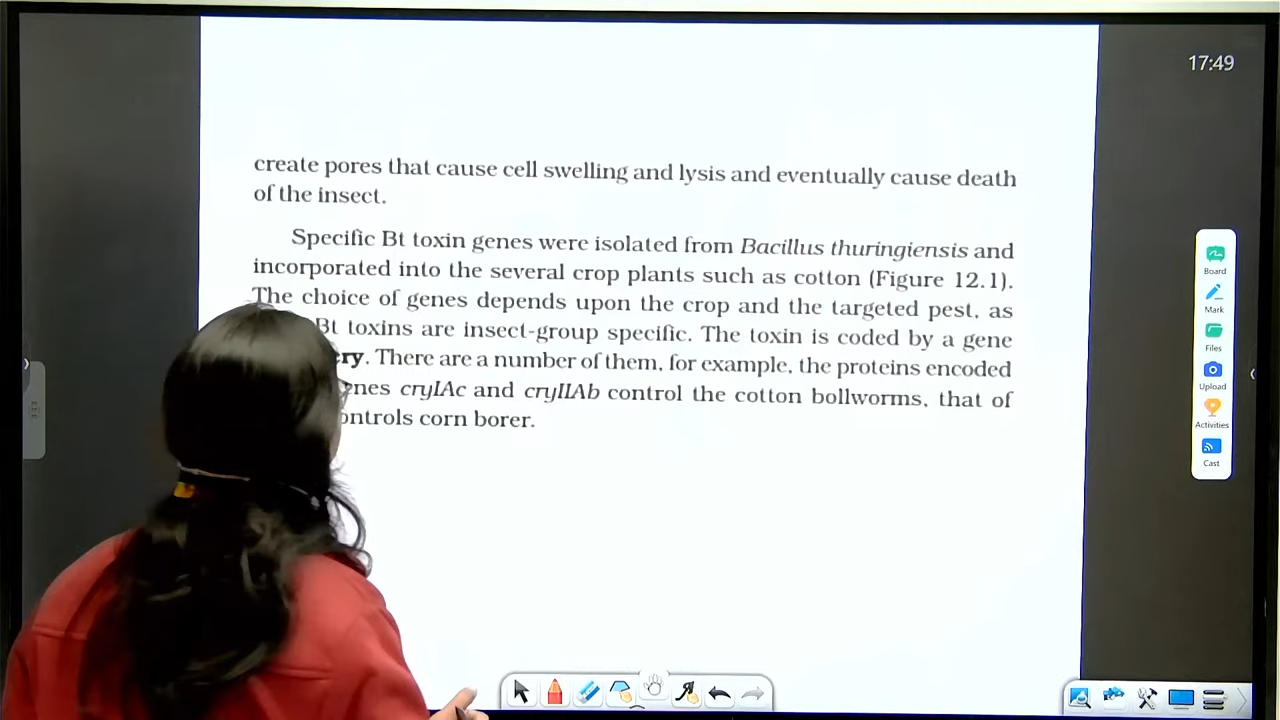 17:49
create pores that cause cell swelling and lysis and eventually cause death
of the insect.
Specific Bt toxin genes were isolated from Bacillus thuringiensis and
incorporated into the several crop plants such as cotton (Figure 12.1).
The choice of genes depends upon the crop and the targeted pest, as
Bt toxins are insect-group specific. The toxin is coded by a gene
cry. There are a number of them, for example, the proteins encoded
enes cryIAc and cryIIAb control the cotton bollworms, that of
ontrols corn borer.
Board
Mark
Files
Upload
Activities
Cast